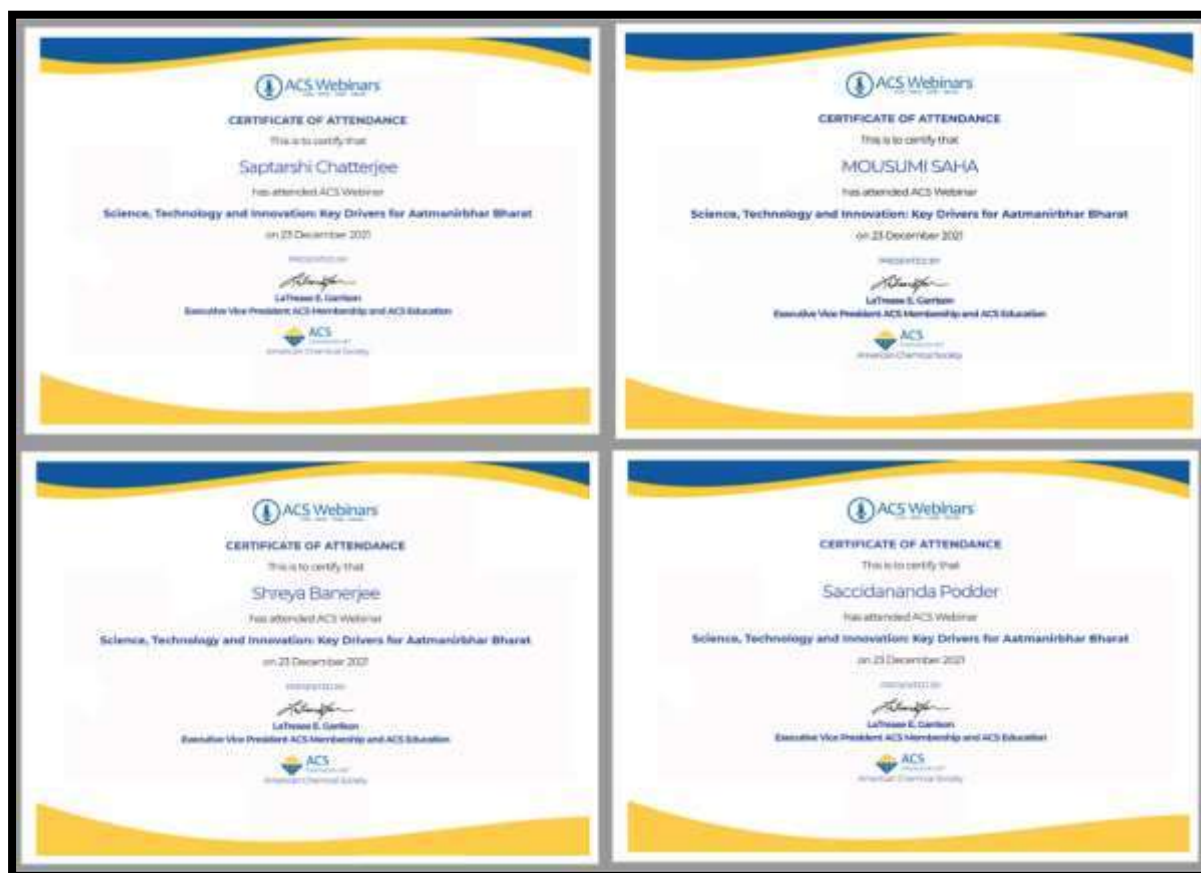 ACS Webinars
CERTIFICATE OF ATTENDANCE
This is to certify that
Saptarshi Chatterjee
has attended ACS Webinar
Science, Technology and Innovation: Key Drivers for Aatmanirbhar Bharat
on 23 December 2021
PRESENTED BY
LaTrease E. Garrison
Executive Vice President ACS Membership and ACS Education
ACS
American Chemical Society
ACS Webinars
CERTIFICATE OF ATTENDANCE
This is to certify that
MOUSUMI SAHA
has attended ACS Webinar
Science, Technology and Innovation: Key Drivers for Aatmanirbhar Bharat
on 23 December 2021
PRESENTED BY
LaTrease E. Garrison
Executive Vice President ACS Membership and ACS Education
ACS
American Chemical Society
ACS Webinars
CERTIFICATE OF ATTENDANCE
This is to certify that
Shreya Banerjee
has attended ACS Webinar
Science, Technology and Innovation: Key Drivers for Aatmanirbhar Bharat
on 23 December 2021
PRESENTED BY
LaTrease E. Garrison
Executive Vice President ACS Membership and ACS Education
ACS
American Chemical Society
ACS Webinars
CERTIFICATE OF ATTENDANCE
This is to certify that
Saccidananda Podder
has attended ACS Webinar
Science, Technology and Innovation: Key Drivers for Aatmanirbhar Bharat
on 23 December 2021
PRESENTED BY
LaTrease E. Garrison
Executive Vice President ACS Membership and ACS Education
ACS
American Chemical Society